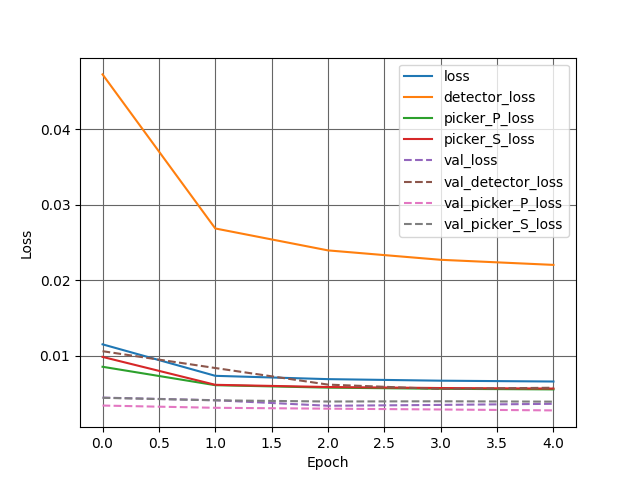 loss
detector_loss
picker_P_loss
picker_S_loss
val_loss
val_detector_loss
val_picker_P_loss
val_picker_S_loss
0.04
0.03
0.02
0.01
Loss
0.0 0.5 1.0 1.5 2.0 2.5 3.0 3.5 4.0
Epoch